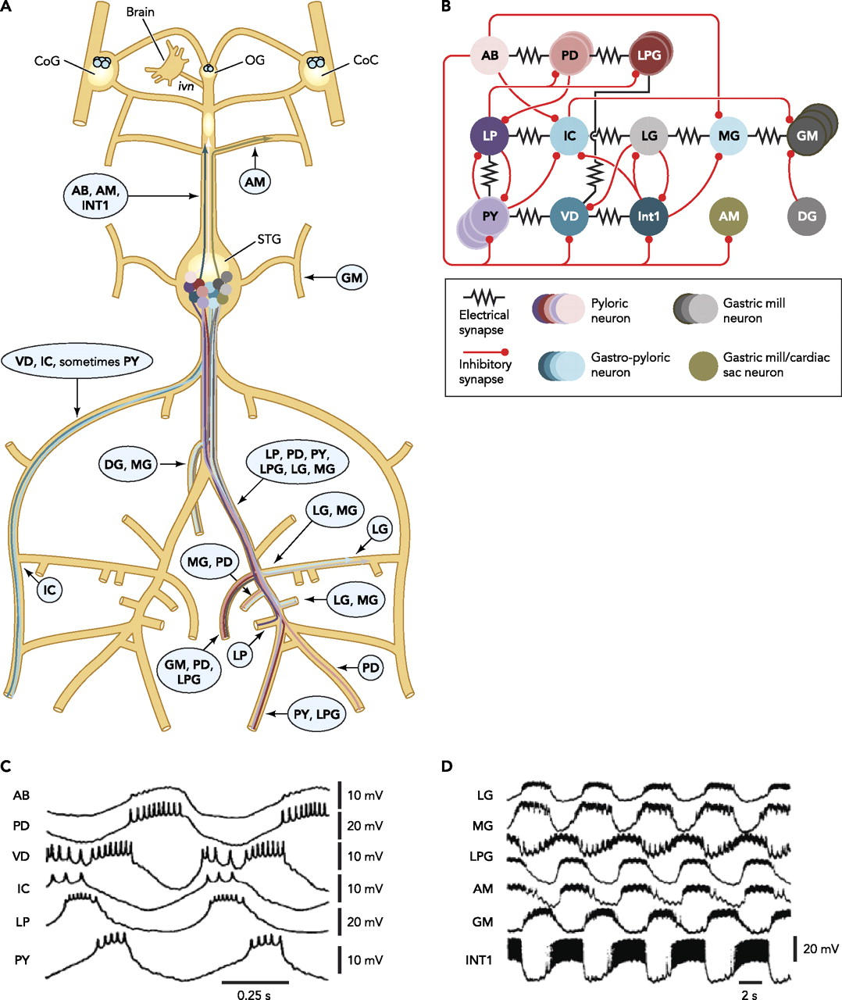 A
Brain
CoG
OG
CoC
ivn
AM
AB, AM,
INT1
STG
GM
VD, IC, sometimes PY
DG, MG
LP, PD, PY,
LPG, LG, MG
LG, MG
LG
MG, PD
IC
LG, MG
LP
GM, PD,
LPG
PD
PY, LPG
B
AB
PD
LPG
LP
IC
LG
MG
GM
PY
VD
Int1
AM
DG
Electrical
synapse
Pyloric
neuron
Gastric mill
neuron
Inhibitory
synapse
Gastro-pyloric
neuron
Gastric mill/cardiac
sac neuron
C
AB
10 mV
PD
20 mV
VD
10 mV
IC
10 mV
LP
20 mV
PY
10 mV
0.25 s
D
LG
MG
LPG
AM
GM
INT1
20 mV
2 s